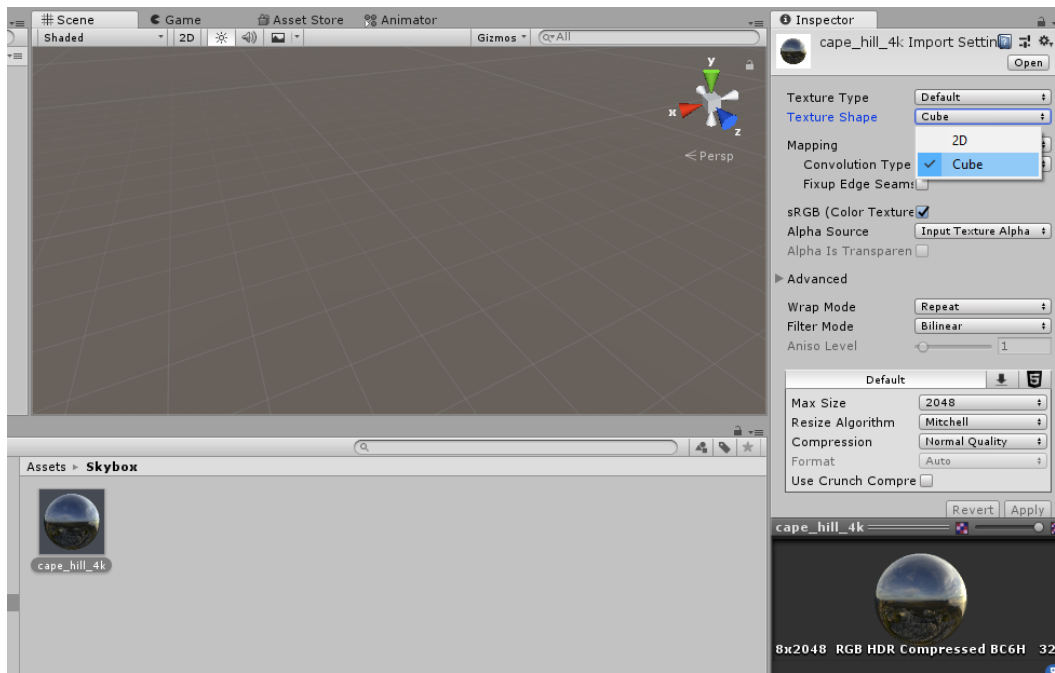 Scene Game Asset Store Animator
Shaded 2D Gizmos All
y
x
z
Persp
Assets Skybox
cape_hill_4k
Inspector
cape_hill_4k Import Settin
Open
Texture Type Default
Texture Shape Cube
2D
Cube
Mapping
Convolution Type
Fixup Edge Seams
sRGB (Color Texture
Alpha Source Input Texture Alpha
Alpha Is Transparen
Advanced
Wrap Mode Repeat
Filter Mode Bilinear
Aniso Level 1
Default
Max Size 2048
Resize Algorithm Mitchell
Compression Normal Quality
Format Auto
Use Crunch Compre
Revert Apply
cape_hill_4k
8x2048 RGB HDR Compressed BC6H 32